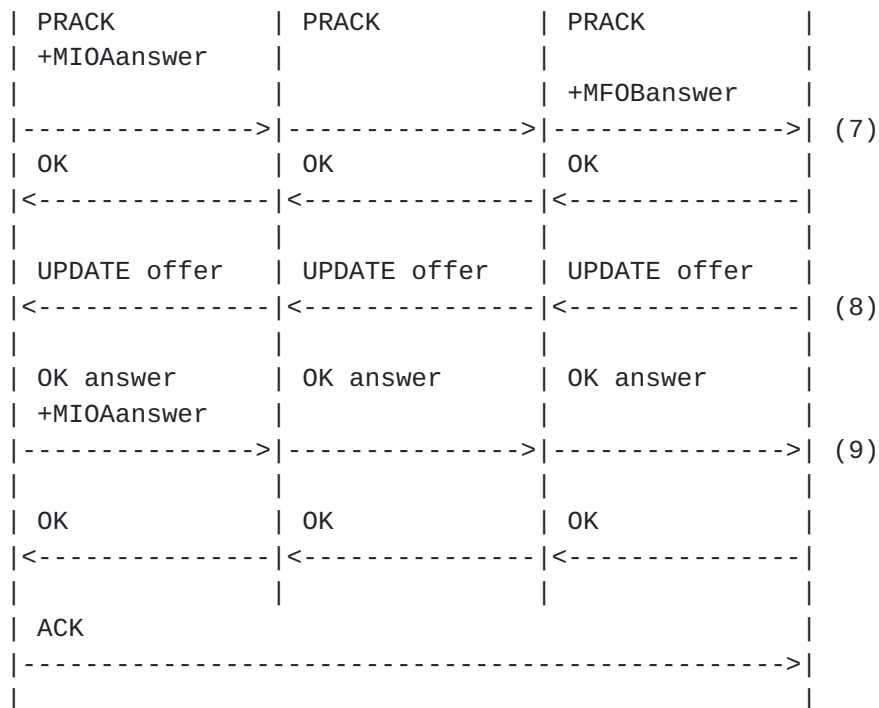 | PRACK         | PRACK          | PRACK          |
| +MIOAanswer   |                |                |
|               |                | +MFOBanswer    |
|-------------->|--------------->|--------------->| (7)
| OK            | OK             | OK             |
|<--------------|<---------------|<---------------|
|               |                |                |
| UPDATE offer  | UPDATE offer   | UPDATE offer   |
|<--------------|<---------------|<---------------| (8)
|               |                |                |
| OK answer     | OK answer      | OK answer      |
| +MIOAanswer   |                |                |
|-------------->|--------------->|--------------->| (9)
|               |                |                |
| OK            | OK             | OK             |
|<--------------|<---------------|<---------------|
|               |                |                |
| ACK                                             |
|------------------------------------------------>|
|                                                 |